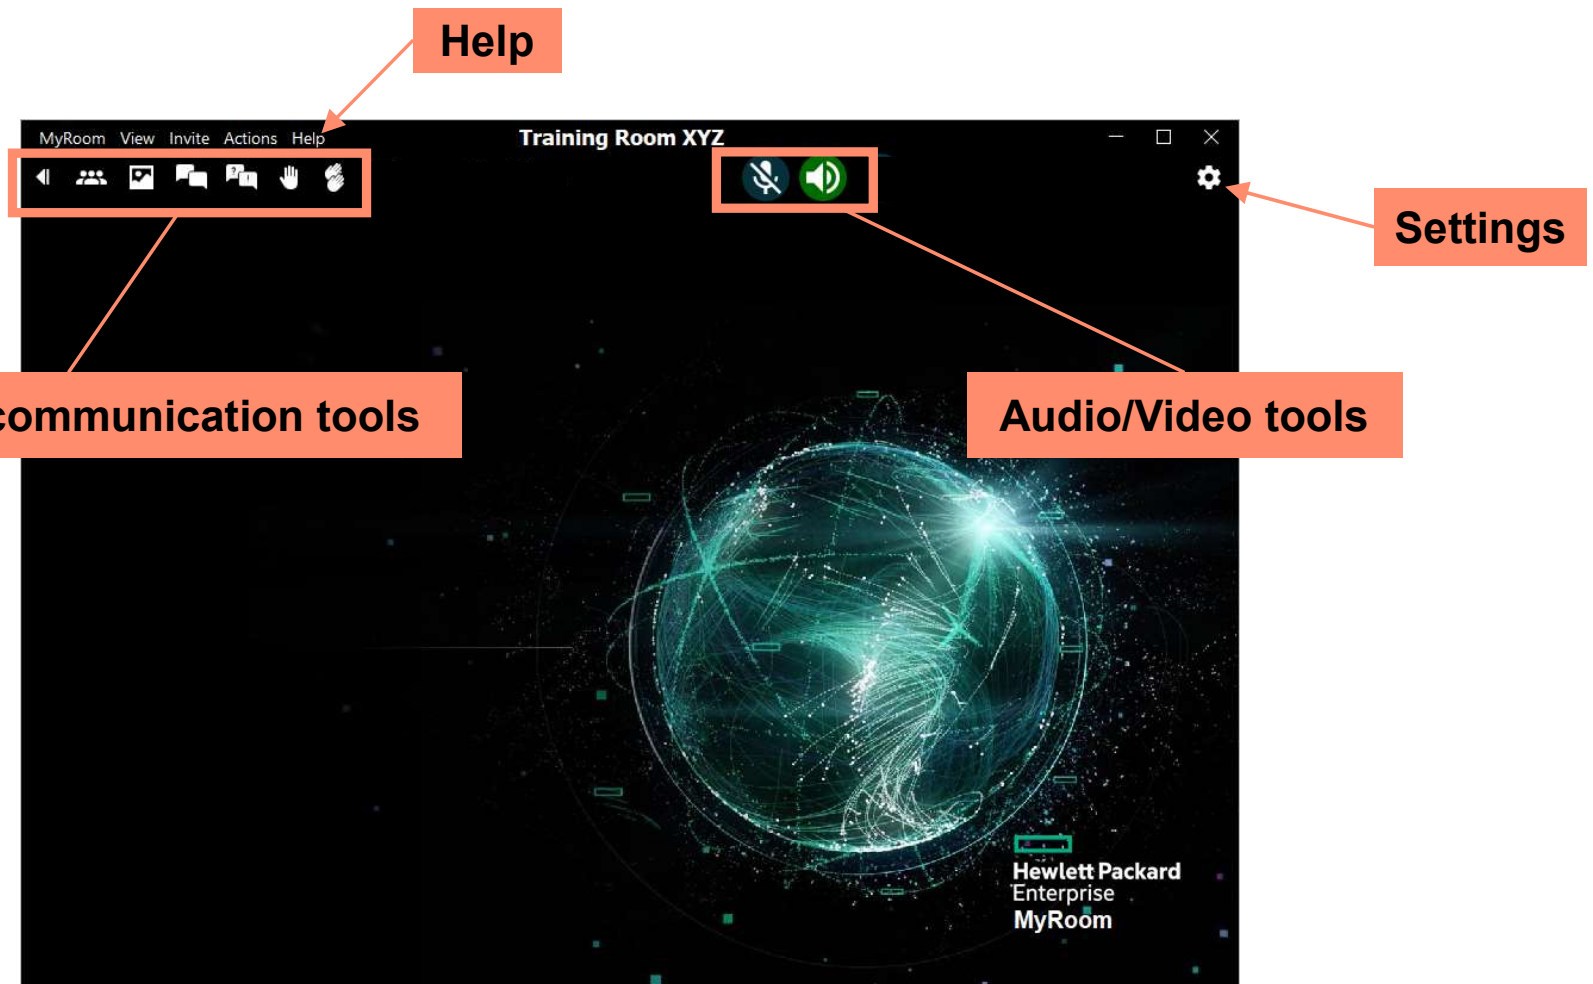 Help
MyRoom View Invite Actions Help
Training Room XYZ
Settings
communication tools
Audio/Video tools
Hewlett Packard
Enterprise
MyRoom